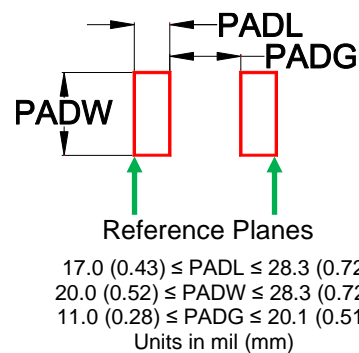 PADL
PADG
PADW
Reference Planes
17.0 (0.43) ≤ PADL ≤ 28.3 (0.72
20.0 (0.52) ≤ PADW ≤ 28.3 (0.72
11.0 (0.28) ≤ PADG ≤ 20.1 (0.51
Units in mil (mm)